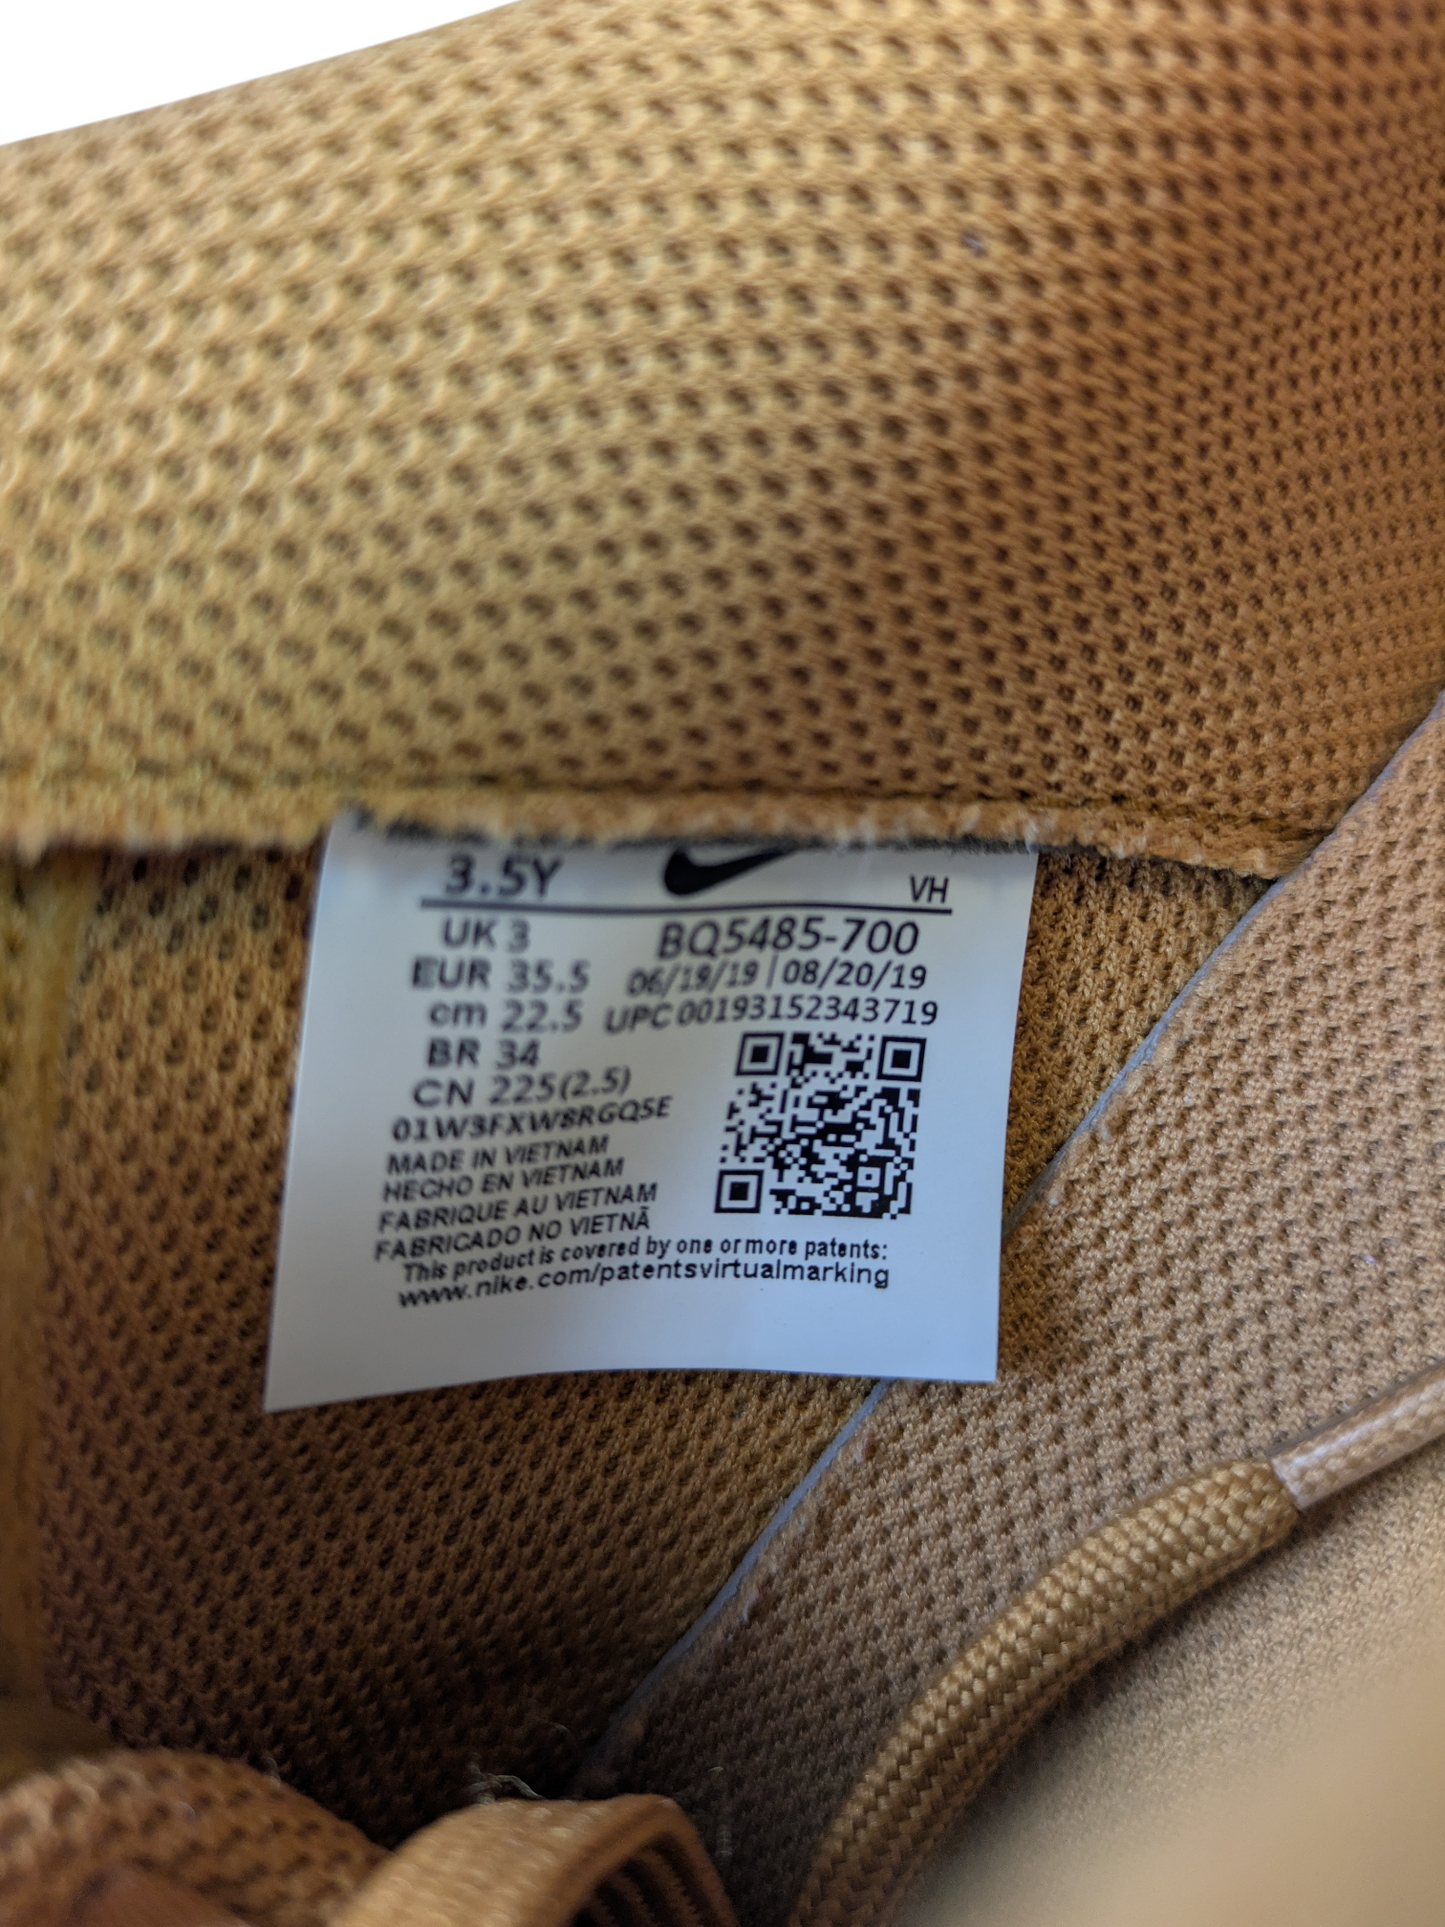 3.5Y VH
UK 3 BQ5485-700
EUR 35.5 06/19/19 | 08/20/19
cm 22.5 UPC 00193152343719
BR 34
CN 225(2.5)
01W3FXW8RGQ5E
MADE IN VIETNAM
HECHO EN VIETNAM
FABRIQUE AU VIETNAM
FABRICADO NO VIETNÃ
This product is covered by one or more patents:
www.nike.com/patentsvirtualmarking